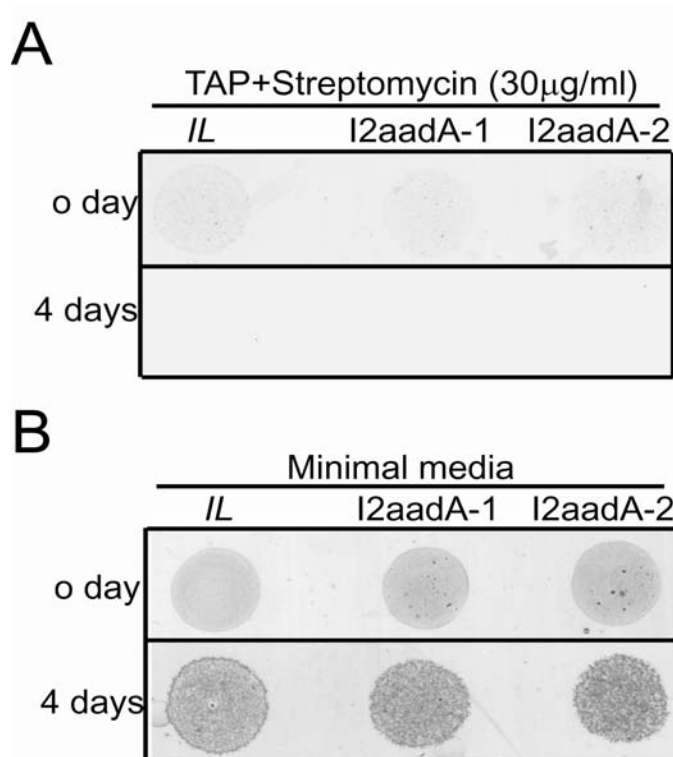 A
TAP+Streptomycin (30μg/ml)
IL I2aadA-1 I2aadA-2
o day
4 days
B
Minimal media
IL I2aadA-1 I2aadA-2
o day
4 days